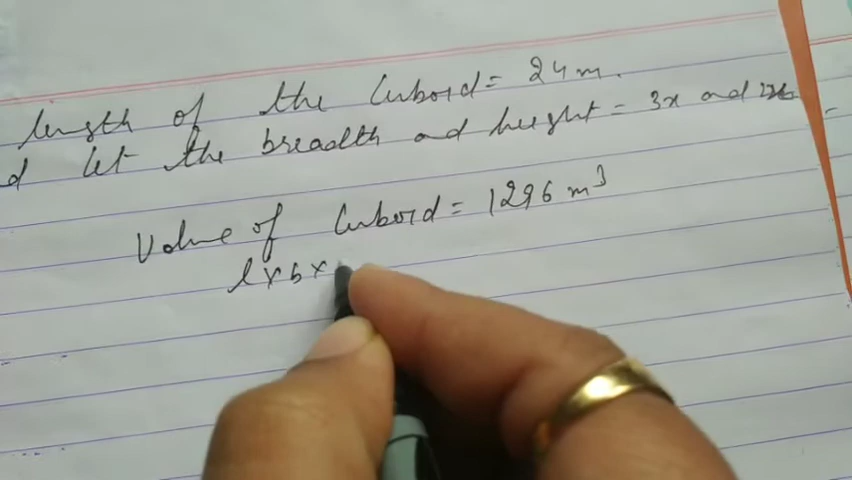 length of the Cuboid = 24 m.
d let the breadth and height = 3x and
Volume of Cuboid = 1296 m³
l x b x